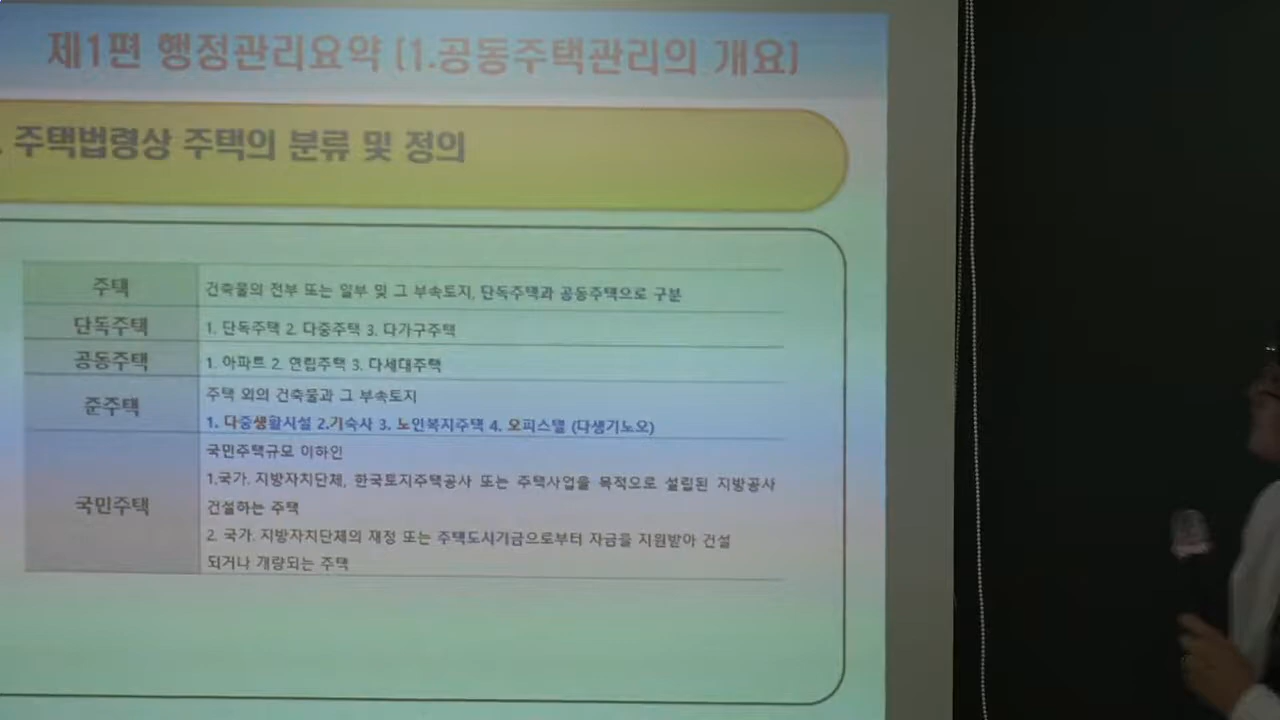 제1편 행정관리요약 (1.공동주택관리의 개요)
. 주택법령상 주택의 분류 및 정의
주택 건축물의 전부 또는 일부 및 그 부속토지, 단독주택과 공동주택으로 구분
단독주택 1. 단독주택 2. 다중주택 3. 다가구주택
공동주택 1. 아파트 2. 연립주택 3. 다세대주택
준주택 주택 외의 건축물과 그 부속토지
1. 다중생활시설 2.기숙사 3. 노인복지주택 4. 오피스텔 (다생기노오)
국민주택 국민주택규모 이하인
1.국가. 지방자치단체, 한국토지주택공사 또는 주택사업을 목적으로 설립된 지방공사
건설하는 주택
2. 국가. 지방자치단체의 재정 또는 주택도시기금으로부터 자금을 지원받아 건설
되거나 개량되는 주택